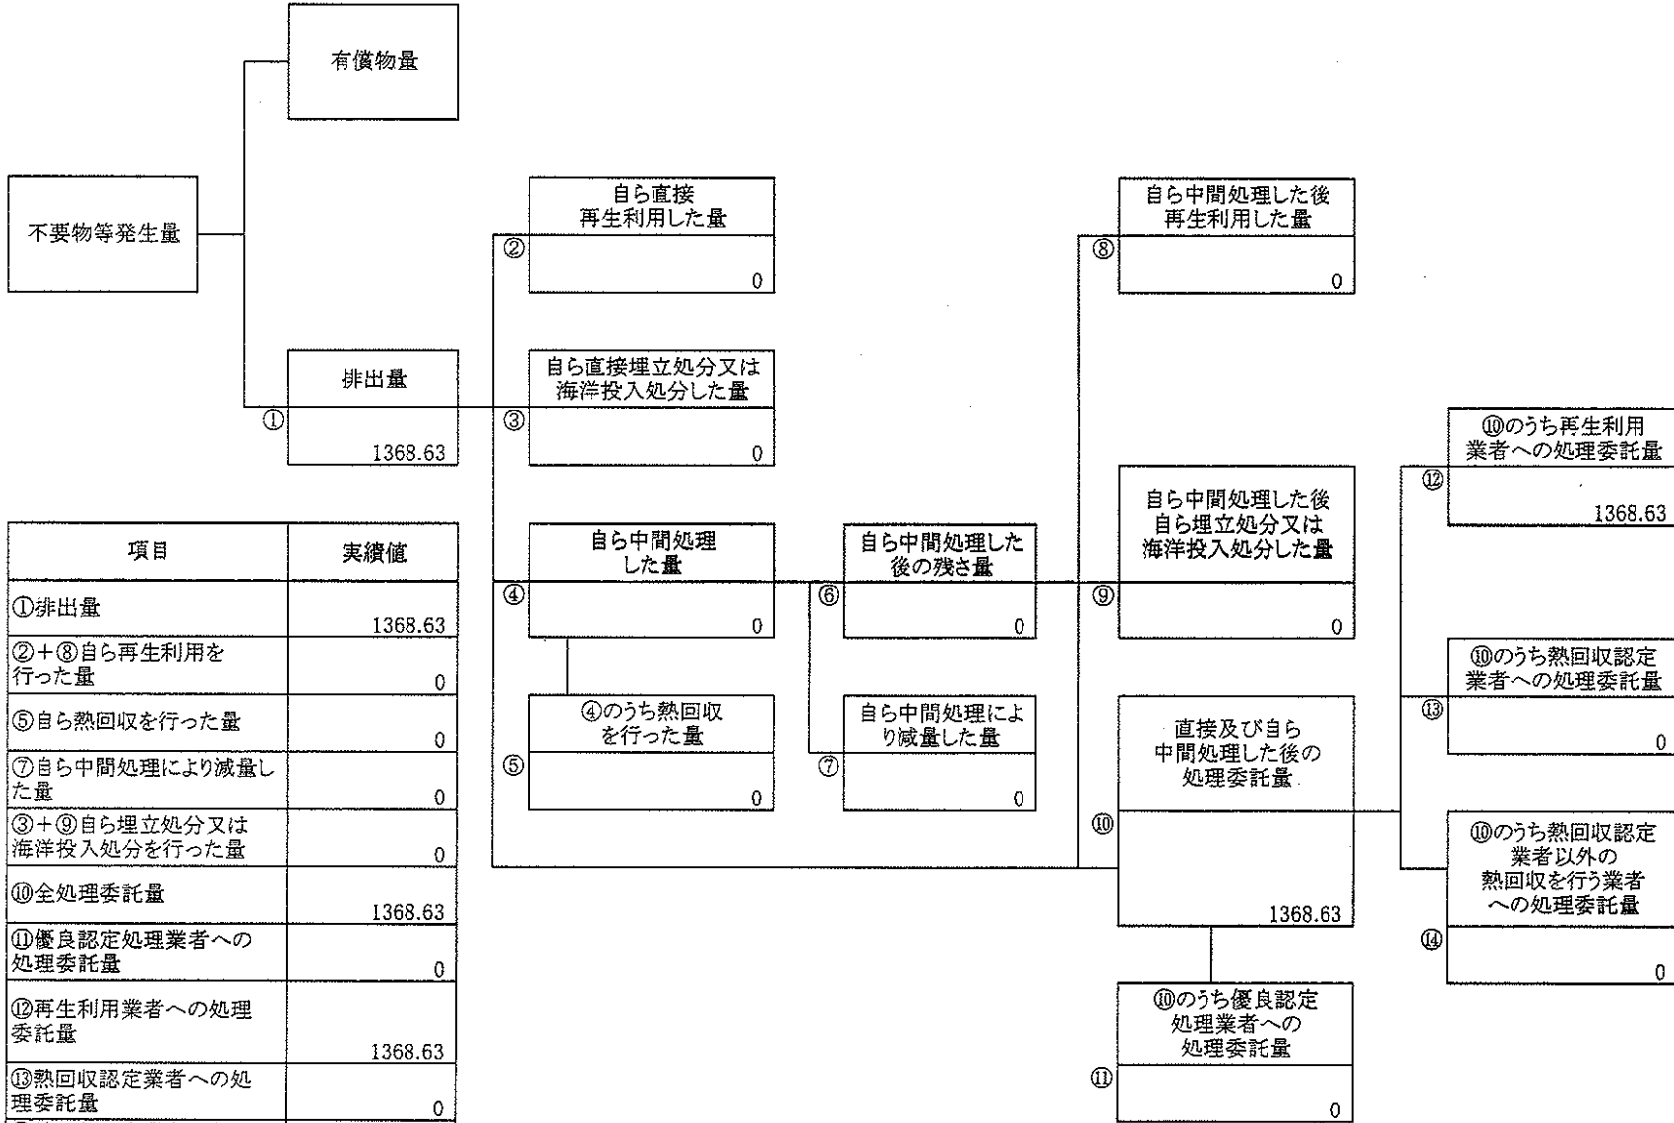 有償物量
不要物等発生量
排出量
①
1368.63
自ら直接
再生利用した量
②
0
自ら直接埋立処分又は
海洋投入処分した量
③
0
自ら中間処理
した量
④
0
④のうち熱回収
を行った量
⑤
0
自ら中間処理した
後の残さ量
⑥
0
自ら中間処理によ
り減量した量
⑦
0
自ら中間処理した後
再生利用した量
⑧
0
自ら中間処理した後
自ら埋立処分又は
海洋投入処分した量
⑨
0
直接及び自ら
中間処理した後の
処理委託量
⑩
1368.63
⑩のうち優良認定
処理業者への
処理委託量
⑪
0
⑩のうち再生利用
業者への処理委託量
⑫
1368.63
⑩のうち熱回収認定
業者への処理委託量
⑬
0
⑩のうち熱回収認定
業者以外の
熱回収を行う業者
への処理委託量
⑭
0
項目 実績値
①排出量
1368.63
②＋⑧自ら再生利用を
行った量
0
⑤自ら熱回収を行った量
0
⑦自ら中間処理により減量し
た量
0
③＋⑨自ら埋立処分又は
海洋投入処分を行った量
0
⑩全処理委託量
1368.63
⑪優良認定処理業者への
処理委託量
0
⑫再生利用業者への処理
委託量
1368.63
⑬熱回収認定業者への処
理委託量
0